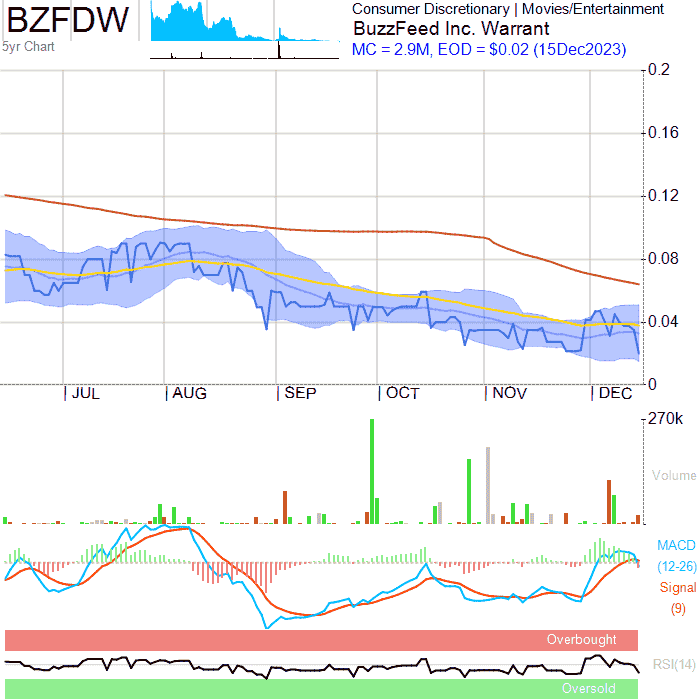 BZFDW
5yr Chart
Consumer Discretionary | Movies/Entertainment
BuzzFeed Inc. Warrant
MC = 2.9M, EOD = $0.02 (15Dec2023)
0.2
0.16
0.12
0.08
0.04
0
JUL AUG SEP OCT NOV DEC
270k
Volume
MACD
(12-26)
Signal
(9)
Overbought
RSI(14)
Oversold